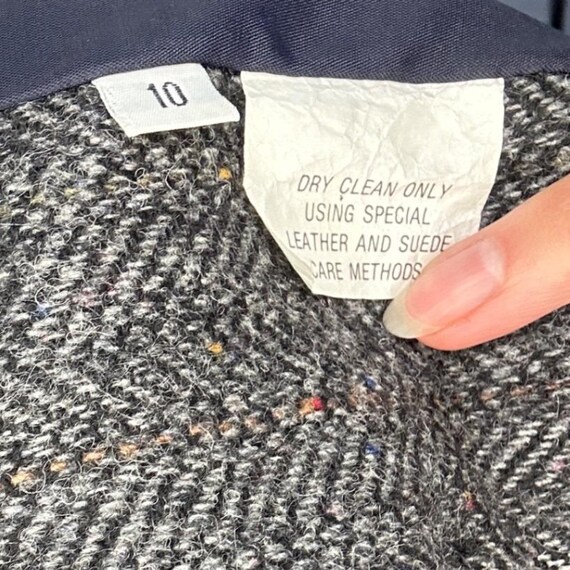 10
DRY CLEAN ONLY
USING SPECIAL
LEATHER AND SUEDE
CARE METHODS